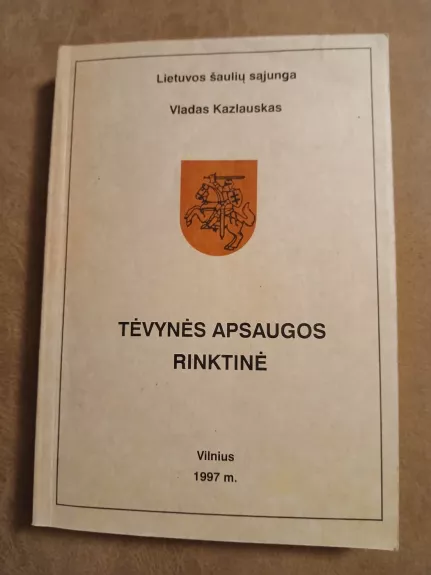 Lietuvos šaulių sąjunga
Vladas Kazlauskas
TĖVYNĖS APSAUGOS
RINKTINĖ
Vilnius
1997 m.